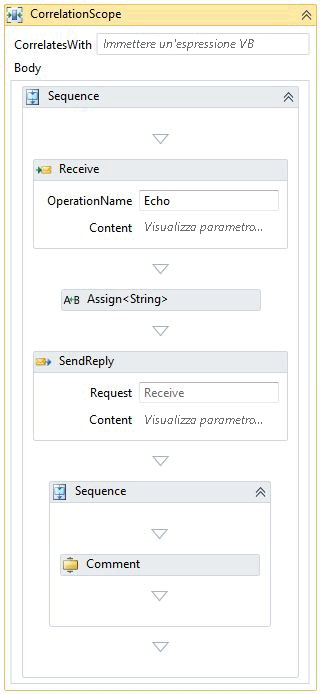 CorrelationScope
CorrelatesWith Immettere un'espressione VB
Body
Sequence
Receive
OperationName Echo
Content Visualizza parametro...
A+B Assign<String>
SendReply
Request Receive
Content Visualizza parametro...
Sequence
Comment